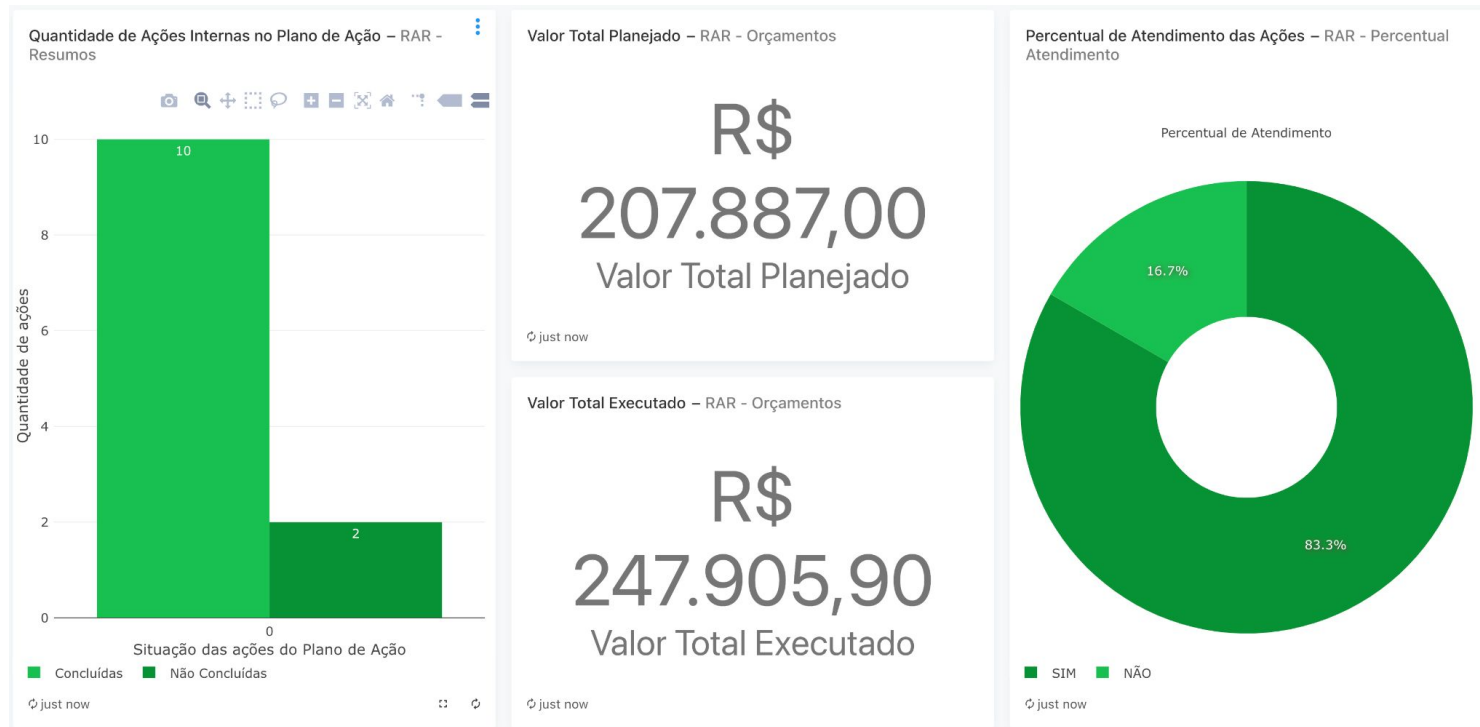 Quantidade de Ações Internas no Plano de Ação – RAR -
Resumos
10
8
6
4
2
0
Quantidade de ações
10
2
0
Situação das ações do Plano de Ação
Concluídas
Não Concluídas
just now
Valor Total Planejado – RAR - Orçamentos
R$
207.887,00
Valor Total Planejado
just now
Valor Total Executado – RAR - Orçamentos
R$
247.905,90
Valor Total Executado
just now
Percentual de Atendimento das Ações – RAR - Percentual
Atendimento
Percentual de Atendimento
16.7%
83.3%
SIM
NÃO
just now